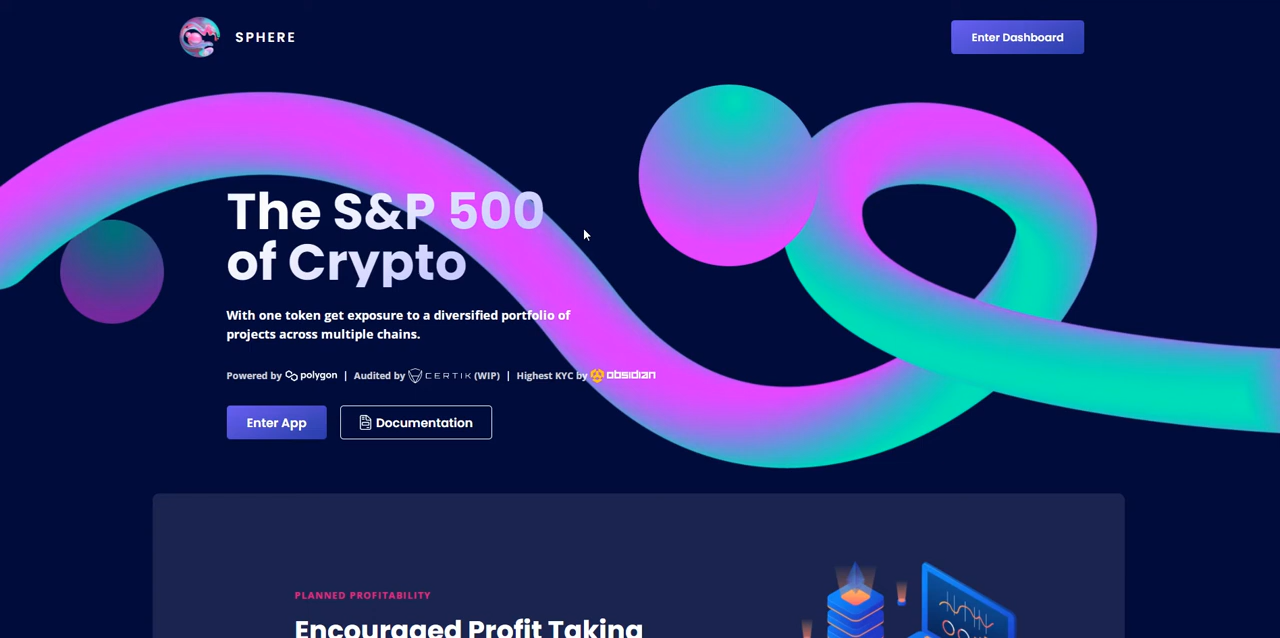 SPHERE
Enter Dashboard
The S&P 500
of Crypto
With one token get exposure to a diversified portfolio of
projects across multiple chains.
Powered by polygon | Audited by CERTIK (WIP) | Highest KYC by obsidian
Enter App
Documentation
PLANNED PROFITABILITY
Encouraged Profit Taking